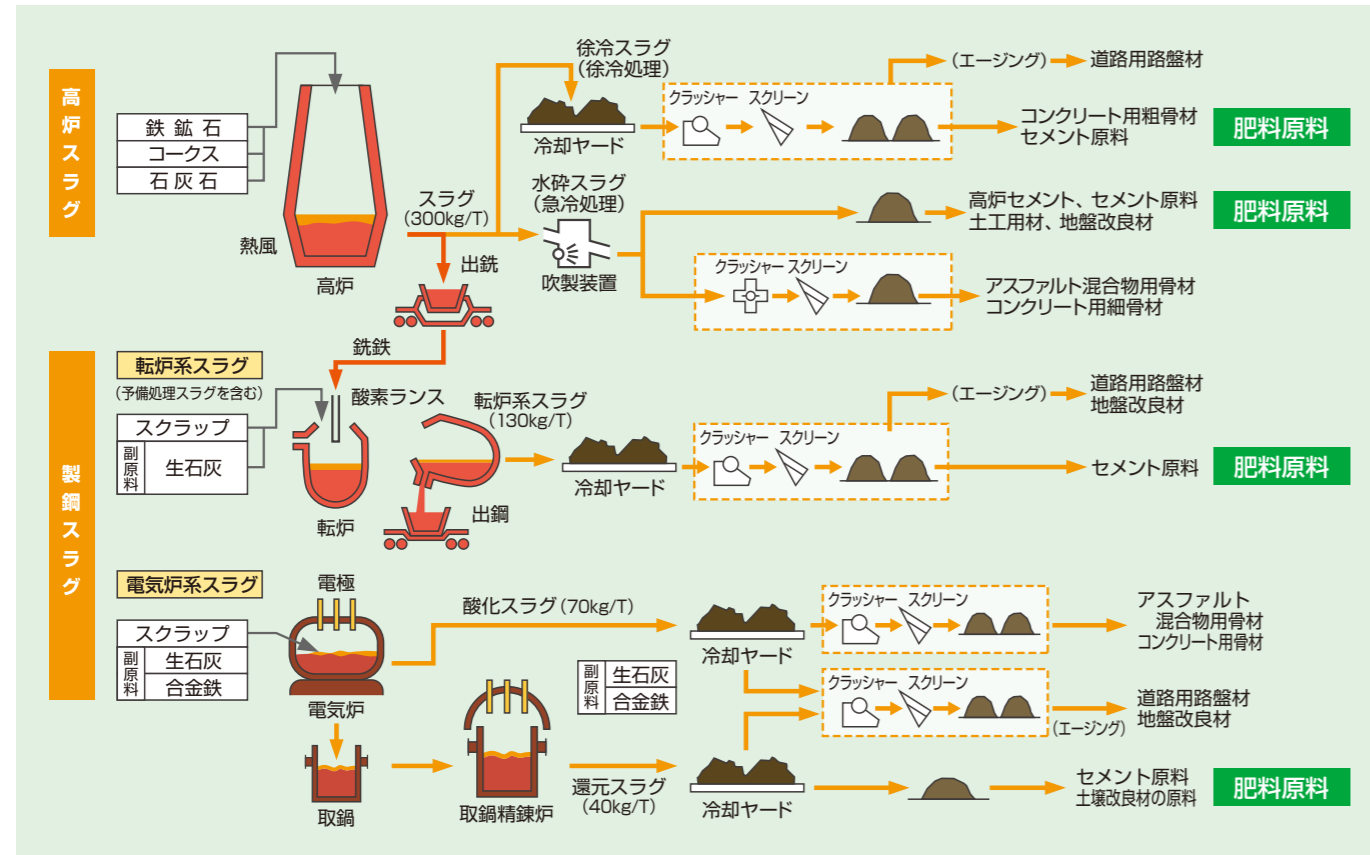 高炉スラグ
鉄鉱石
コークス
石灰石
熱風
高炉
スラグ
(300kg/T)
出銑
徐冷スラグ
(徐冷処理)
冷却ヤード
クラッシャー スクリーン
(エージング)
道路用路盤材
コンクリート用粗骨材
セメント原料
肥料原料
水砕スラグ
(急冷処理)
吹製装置
高炉セメント、セメント原料
土工用材、地盤改良材
肥料原料
クラッシャー スクリーン
アスファルト混合物用骨材
コンクリート用細骨材
製鋼スラグ
転炉系スラグ
(予備処理スラグを含む)
スクラップ
副原料
生石灰
銑鉄
酸素ランス
転炉
転炉系スラグ
(130kg/T)
出鋼
冷却ヤード
クラッシャー スクリーン
(エージング)
道路用路盤材
地盤改良材
セメント原料
肥料原料
電気炉系スラグ
スクラップ
副原料
生石灰
合金鉄
電極
電気炉
取鍋
酸化スラグ(70kg/T)
副原料
生石灰
合金鉄
取鍋精錬炉
還元スラグ
(40kg/T)
冷却ヤード
クラッシャー スクリーン
アスファルト
混合物用骨材
コンクリート用骨材
クラッシャー スクリーン
(エージング)
道路用路盤材
地盤改良材
冷却ヤード
セメント原料
土壌改良材の原料
肥料原料